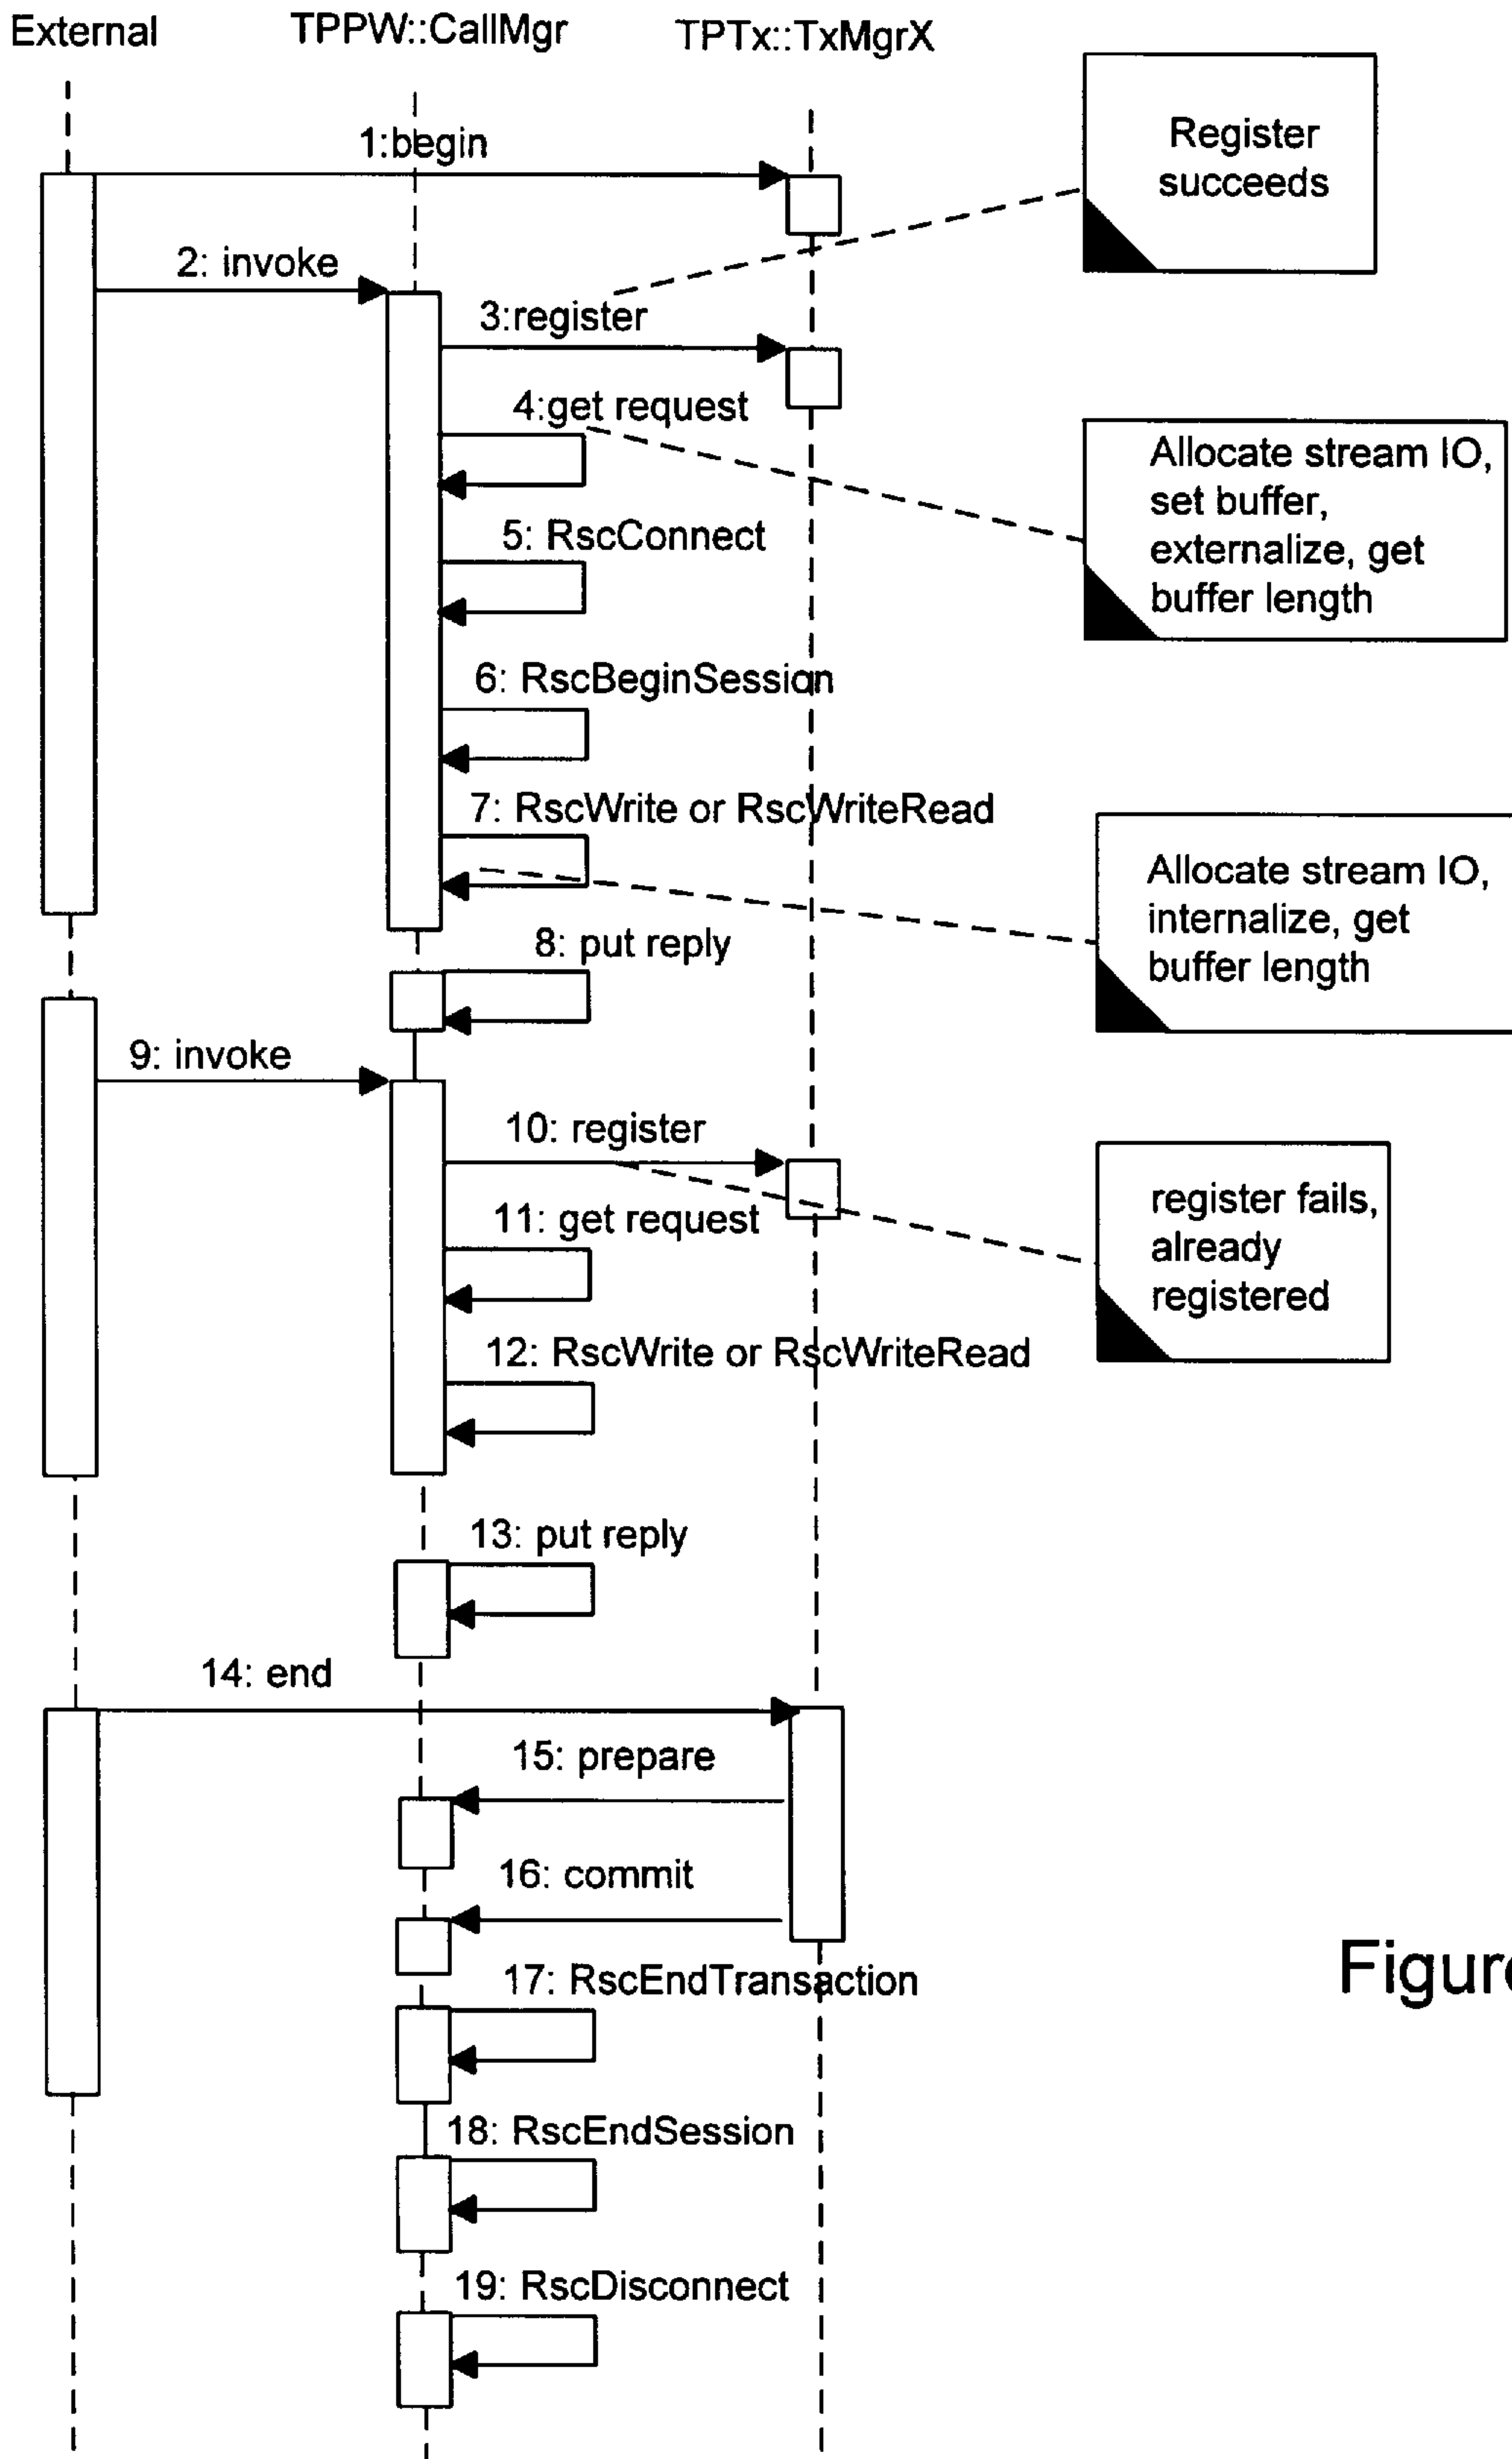 External
TPPW::CallMgr
TPTx::TxMgrX
1:begin
Register
succeeds
2: invoke
3:register
4:get request
Allocate stream IO,
set buffer,
externalize, get
buffer length
5: RscConnect
6: RscBeginSession
7: RscWrite or RscWriteRead
Allocate stream IO,
internalize, get
buffer length
8: put reply
9: invoke
10: register
register fails,
already
registered
11: get request
12: RscWrite or RscWriteRead
13: put reply
14: end
15: prepare
16: commit
17: RscEndTransaction
Figure
18: RscEndSession
19: RscDisconnect